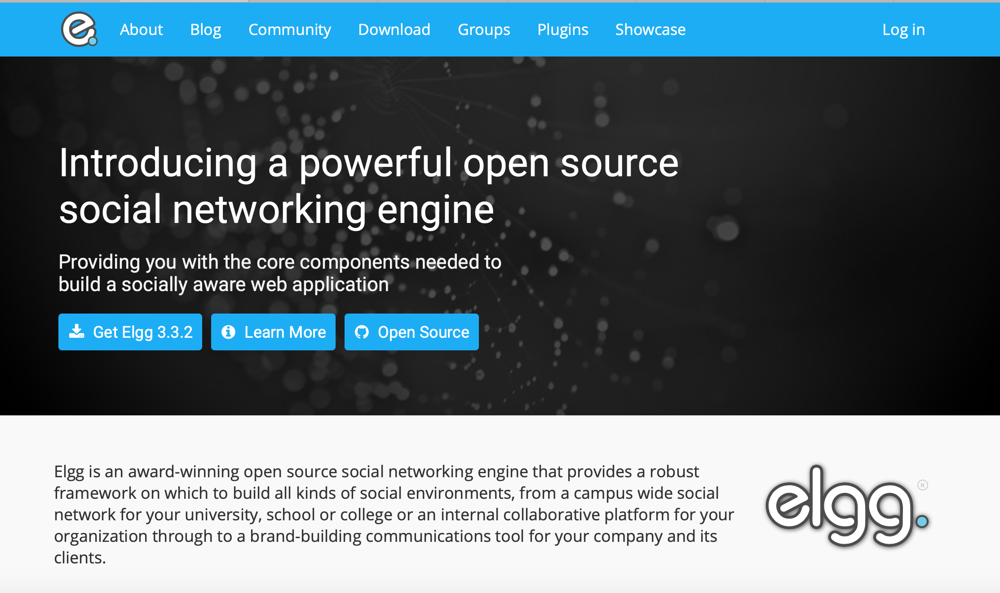 e.
About
Blog
Community
Download
Groups
Plugins
Showcase
Log in
Introducing a powerful open source
social networking engine
Providing you with the core components needed to
build a socially aware web application
Get Elgg 3.3.2
Learn More
Open Source
Elgg is an award-winning open source social networking engine that provides a robust
framework on which to build all kinds of social environments, from a campus wide social
network for your university, school or college or an internal collaborative platform for your
organization through to a brand-building communications tool for your company and its
clients.
elgg. ®